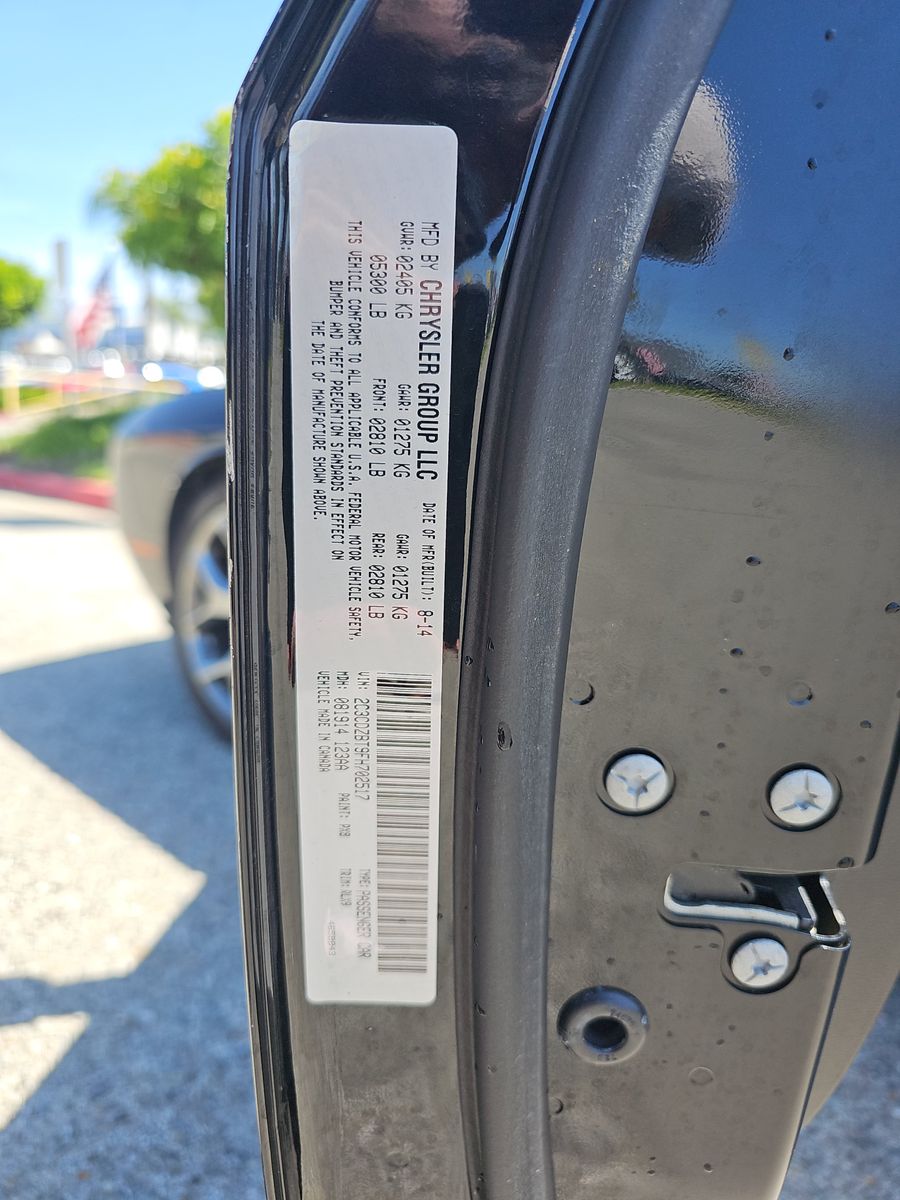 MFD BY CHRYSLER GROUP LLC DATE OF MFR(BUILT): 8-14
GVWR: 02405 KG GAWR: 01275 KG GAWR: 01275 KG
05300 LB FRONT: 02810 LB REAR: 02810 LB
THIS VEHICLE CONFORMS TO ALL APPLICABLE U.S.A. FEDERAL MOTOR VEHICLE SAFETY,
BUMPER AND THEFT PREVENTION STANDARDS IN EFFECT ON
THE DATE OF MANUFACTURE SHOWN ABOVE.
VIN: 2C3CDZBT9FH702517 TYPE: PASSENGER CAR
MDH: 081914 123AA PAINT: PX8 TRIM:
VEHICLE MADE IN CANADA